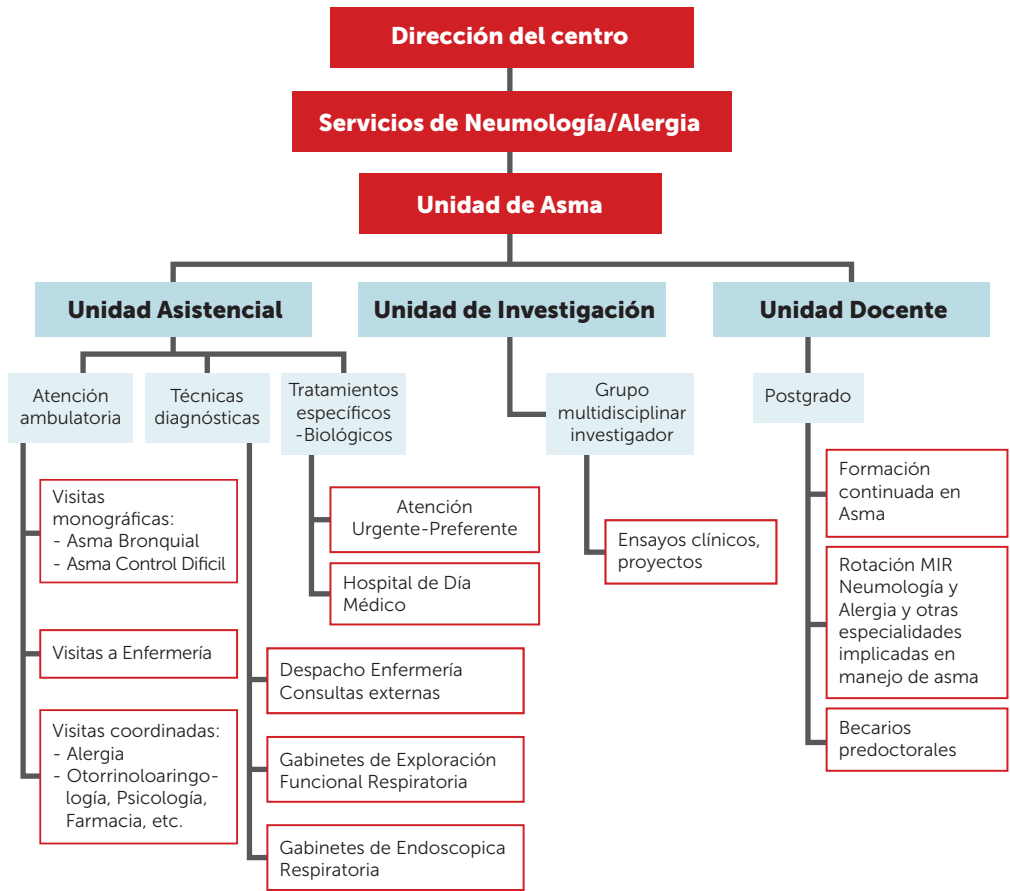 Dirección del centro
Servicios de Neumología/Alergia
Unidad de Asma
Unidad Asistencial
Unidad de Investigación
Unidad Docente
Atención
ambulatoria
Técnicas
diagnósticas
Tratamientos
específicos
-Biológicos
Grupo
multidisciplinar
investigador
Postgrado
Visitas
monográficas:
- Asma Bronquial
- Asma Control Dificil
Visitas a Enfermería
Visitas coordinadas:
- Alergia
- Otorrinoloaringo-
logía, Psicología,
Farmacia, etc.
Atención
Urgente-Preferente
Hospital de Día
Médico
Despacho Enfermería
Consultas externas
Gabinetes de Exploración
Funcional Respiratoria
Gabinetes de Endoscopica
Respiratoria
Ensayos clínicos,
proyectos
Formación
continuada en
Asma
Rotación MIR
Neumología y
Alergia y otras
especialidades
implicadas en
manejo de asma
Becarios
predoctorales